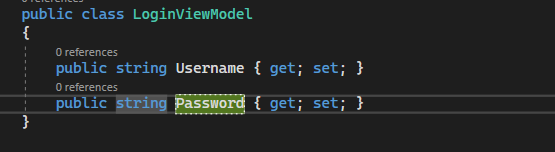 0 references
public class LoginViewModel
{
0 references
public string Username { get; set; }
0 references
public string Password { get; set; }
}